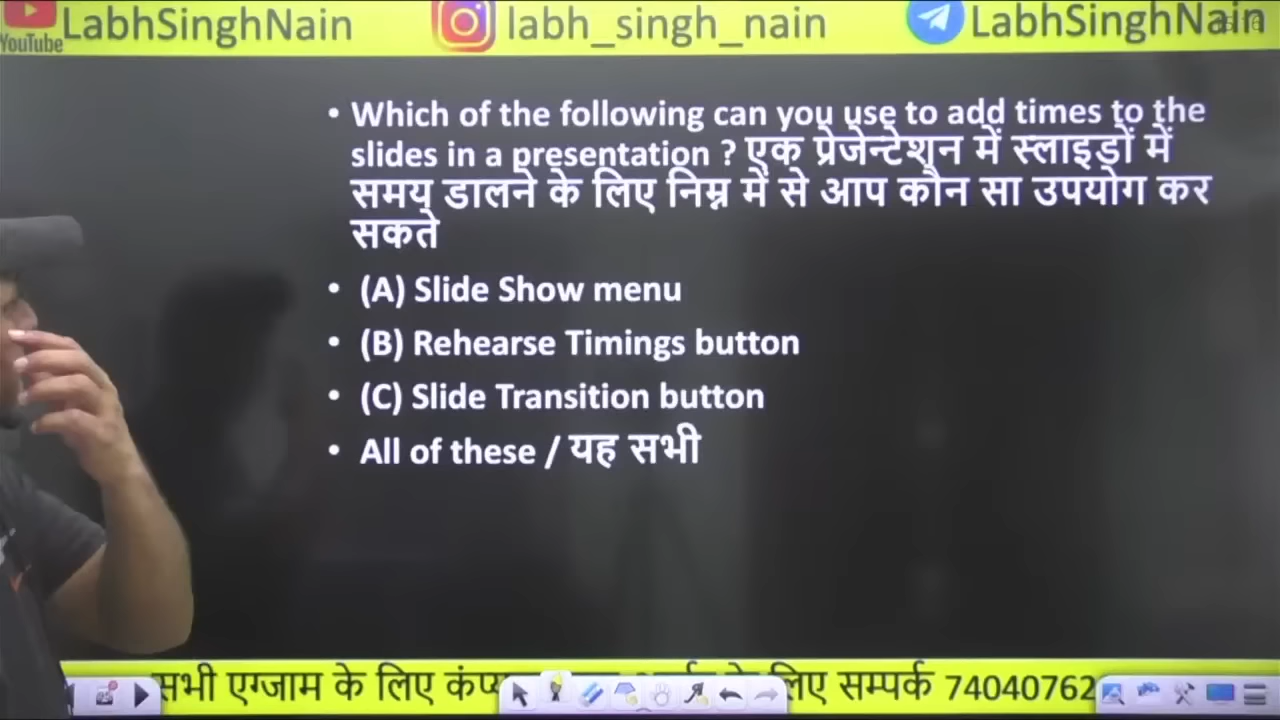 YouTube LabhSinghNain labh_singh_nain LabhSinghNain
• Which of the following can you use to add times to the
slides in a presentation ? एक प्रेजेन्टेशन में स्लाइडों में
समय डालने के लिए निम्न में से आप कौन सा उपयोग कर
सकते
• (A) Slide Show menu
• (B) Rehearse Timings button
• (C) Slide Transition button
• All of these / यह सभी
सभी एग्जाम के लिए लिए सम्पर्क 74040762